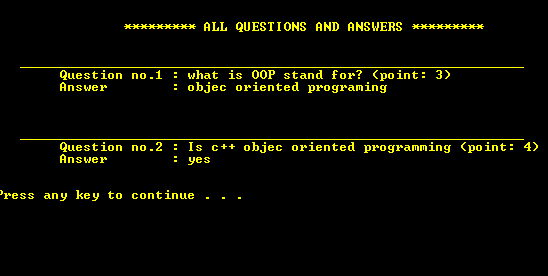 ********* ALL QUESTIONS AND ANSWERS *********
Question no.1 : what is OOP stand for? (point: 3)
Answer : objec oriented programing
Question no.2 : Is c++ objec oriented programming (point: 4)
Answer : yes
Press any key to continue . . .